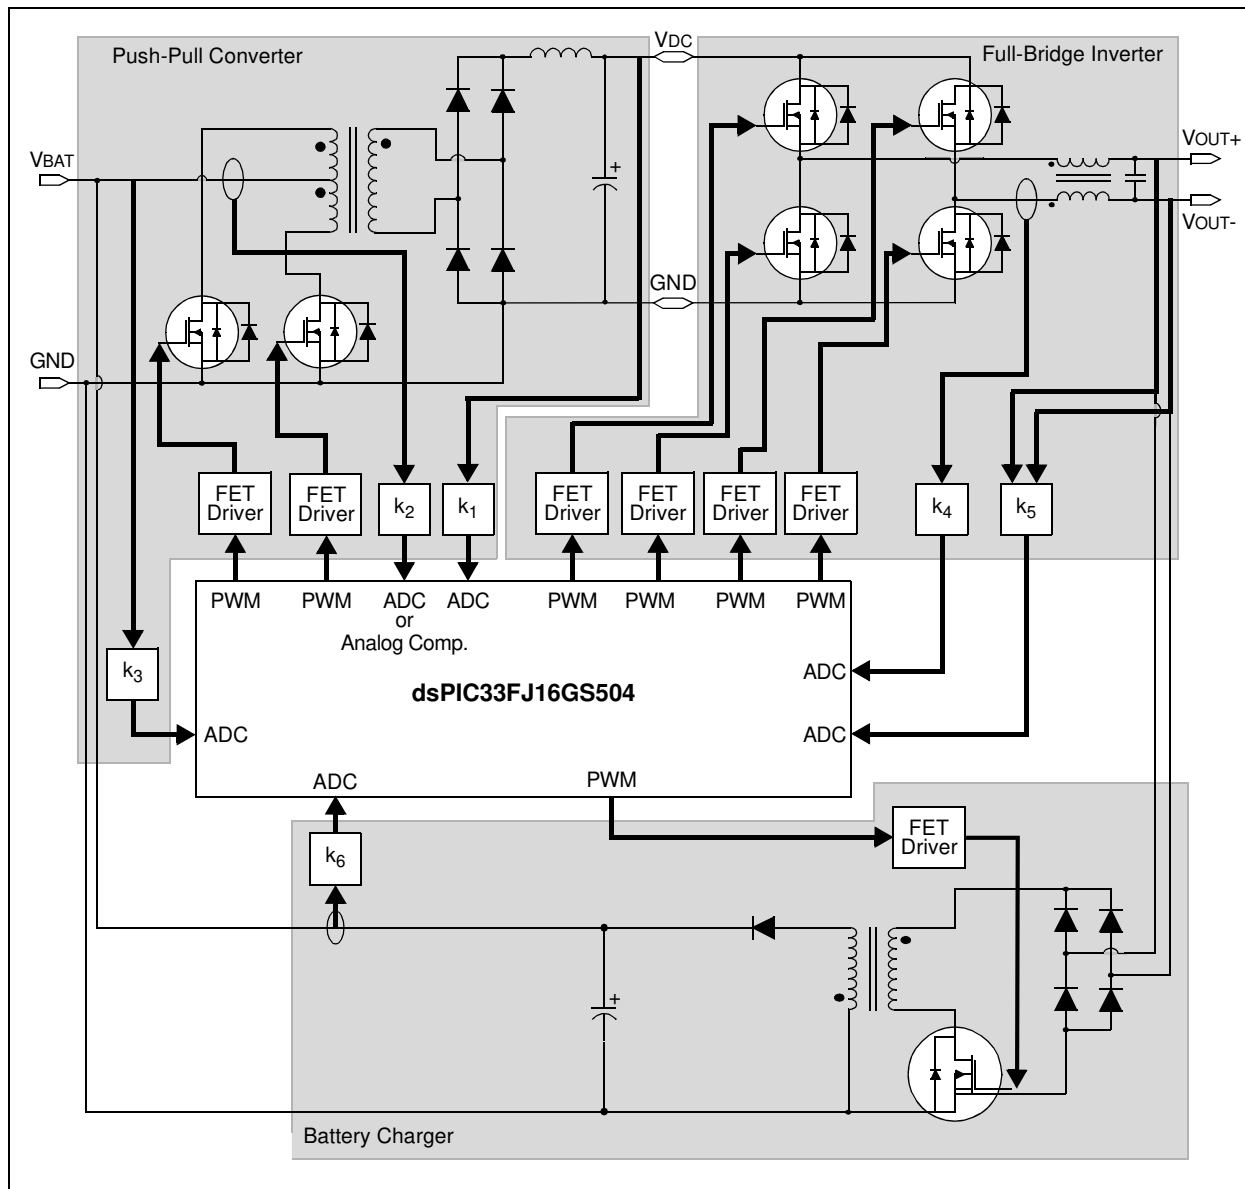 Push-Pull Converter
VDC
Full-Bridge Inverter
VBAT
+
VOUT+
VOUT-
GND
GND
FET
Driver
FET
Driver
k2
k1
FET
Driver
FET
Driver
FET
Driver
FET
Driver
k4
k5
PWM
PWM
ADC
or
Analog Comp.
ADC
PWM
PWM
PWM
PWM
k3
ADC
dsPIC33FJ16GS504
ADC
ADC
ADC
PWM
k6
FET
Driver
+
Battery Charger